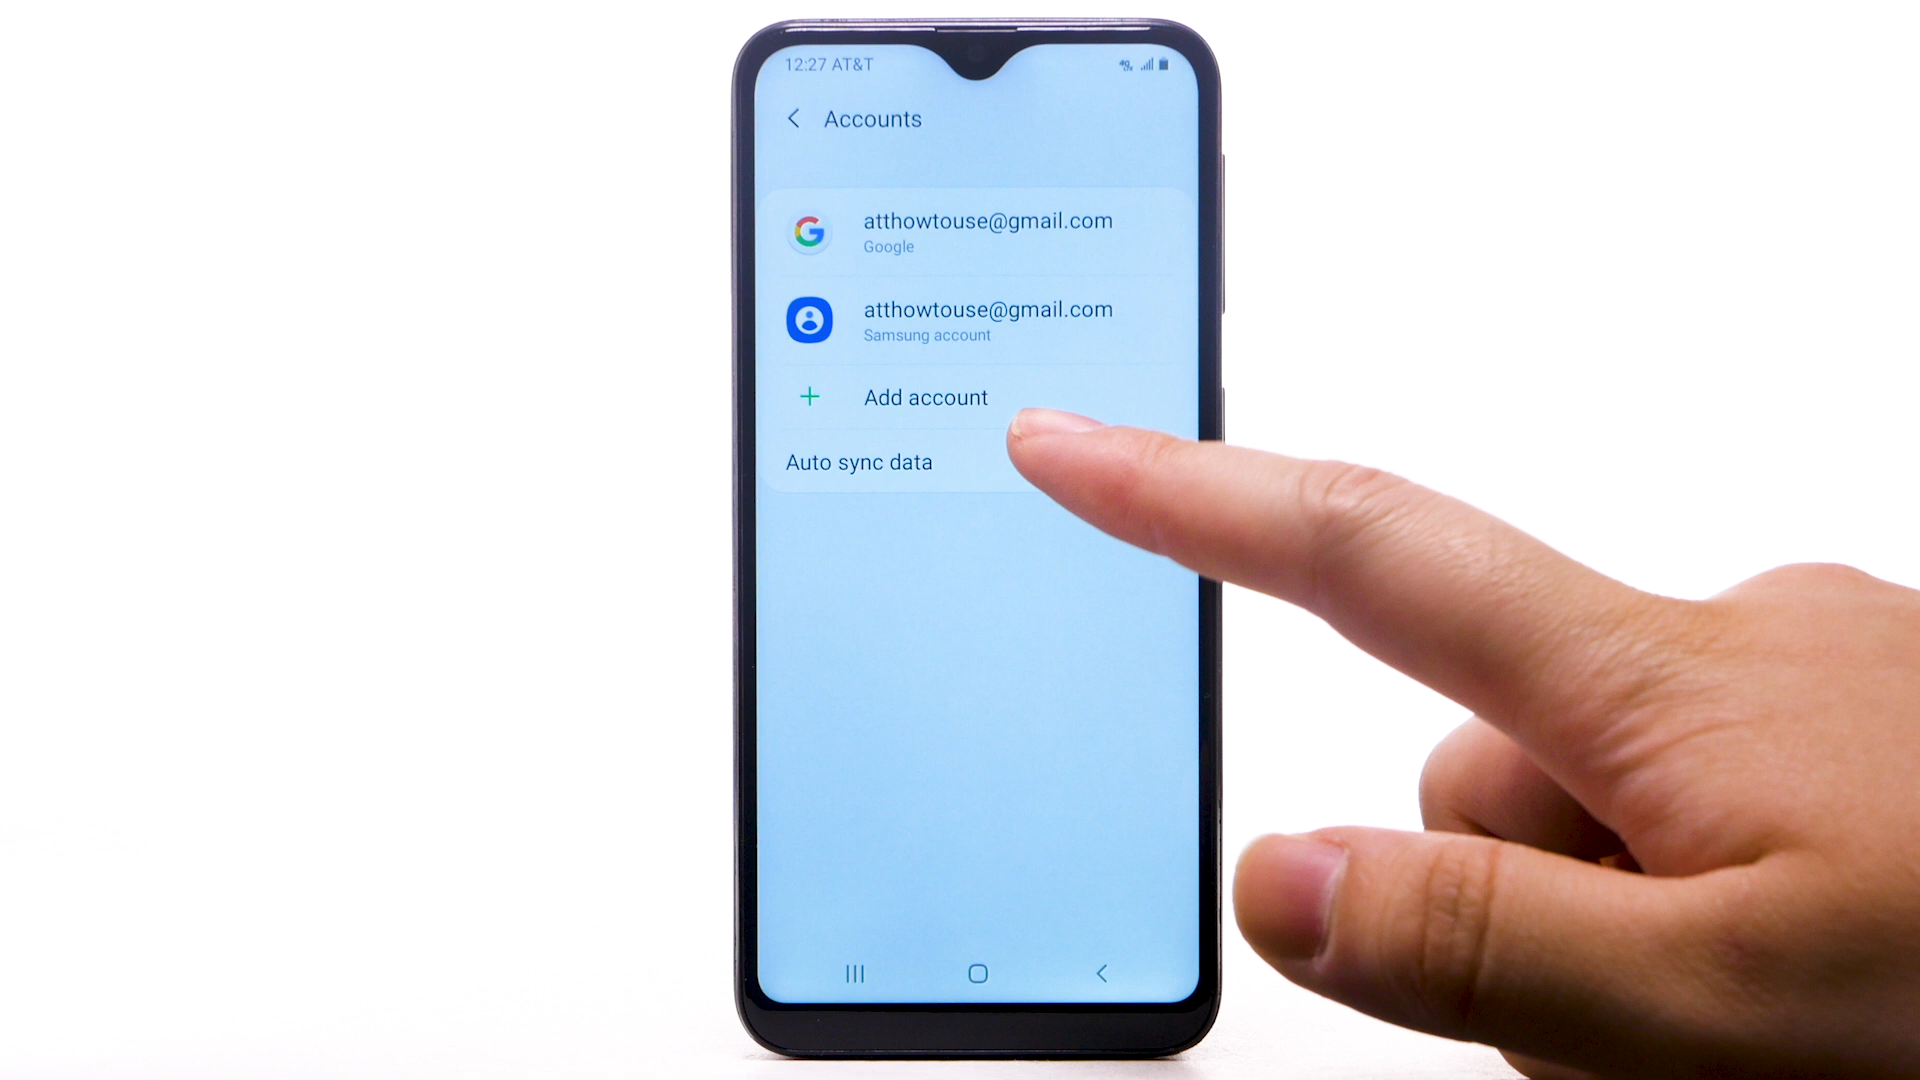 12:27 AT&T
Accounts
atthowtouse@gmail.com
Google
atthowtouse@gmail.com
Samsung account
Add account
Auto sync data